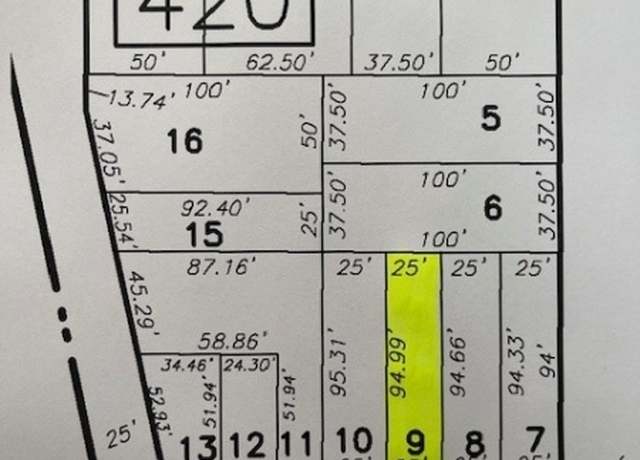 420
50' 62.50' 37.50' 50'
13.74' 100' 100'
37.05' 16 50' 37.50' 5 37.50'
25.54' 92.40' 25' 37.50' 100' 6 37.50'
15 100'
87.16' 25' 25' 25' 25'
45.29'
58.86'
34.46' 24.30' 95.31' 94.99' 94.66' 94.33' 94'
52.93' 51.94' 51.94'
25' 13 12 11 10 9 8 7